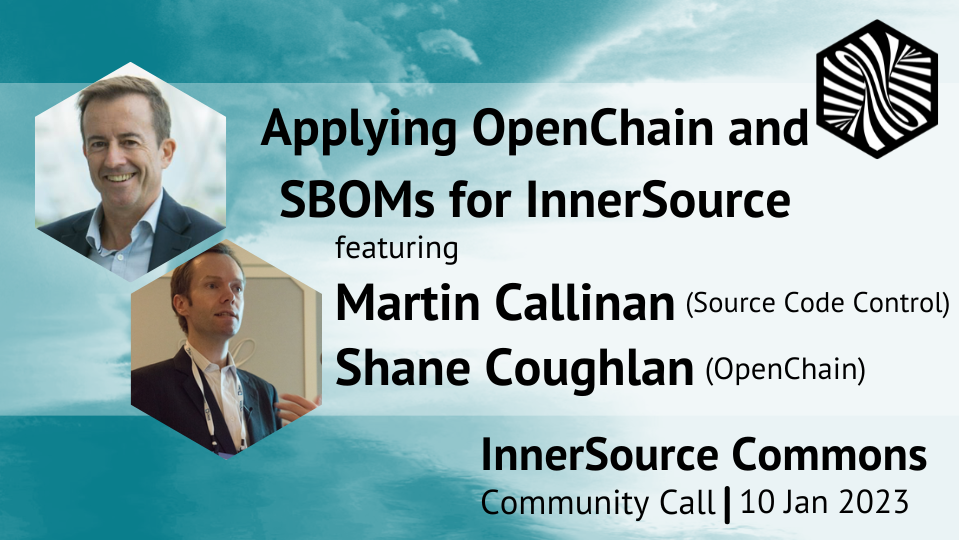 Applying OpenChain and
SBOMs for InnerSource
featuring
Martin Callinan (Source Code Control)
Shane Coughlan (OpenChain)
InnerSource Commons
Community Call | 10 Jan 2023